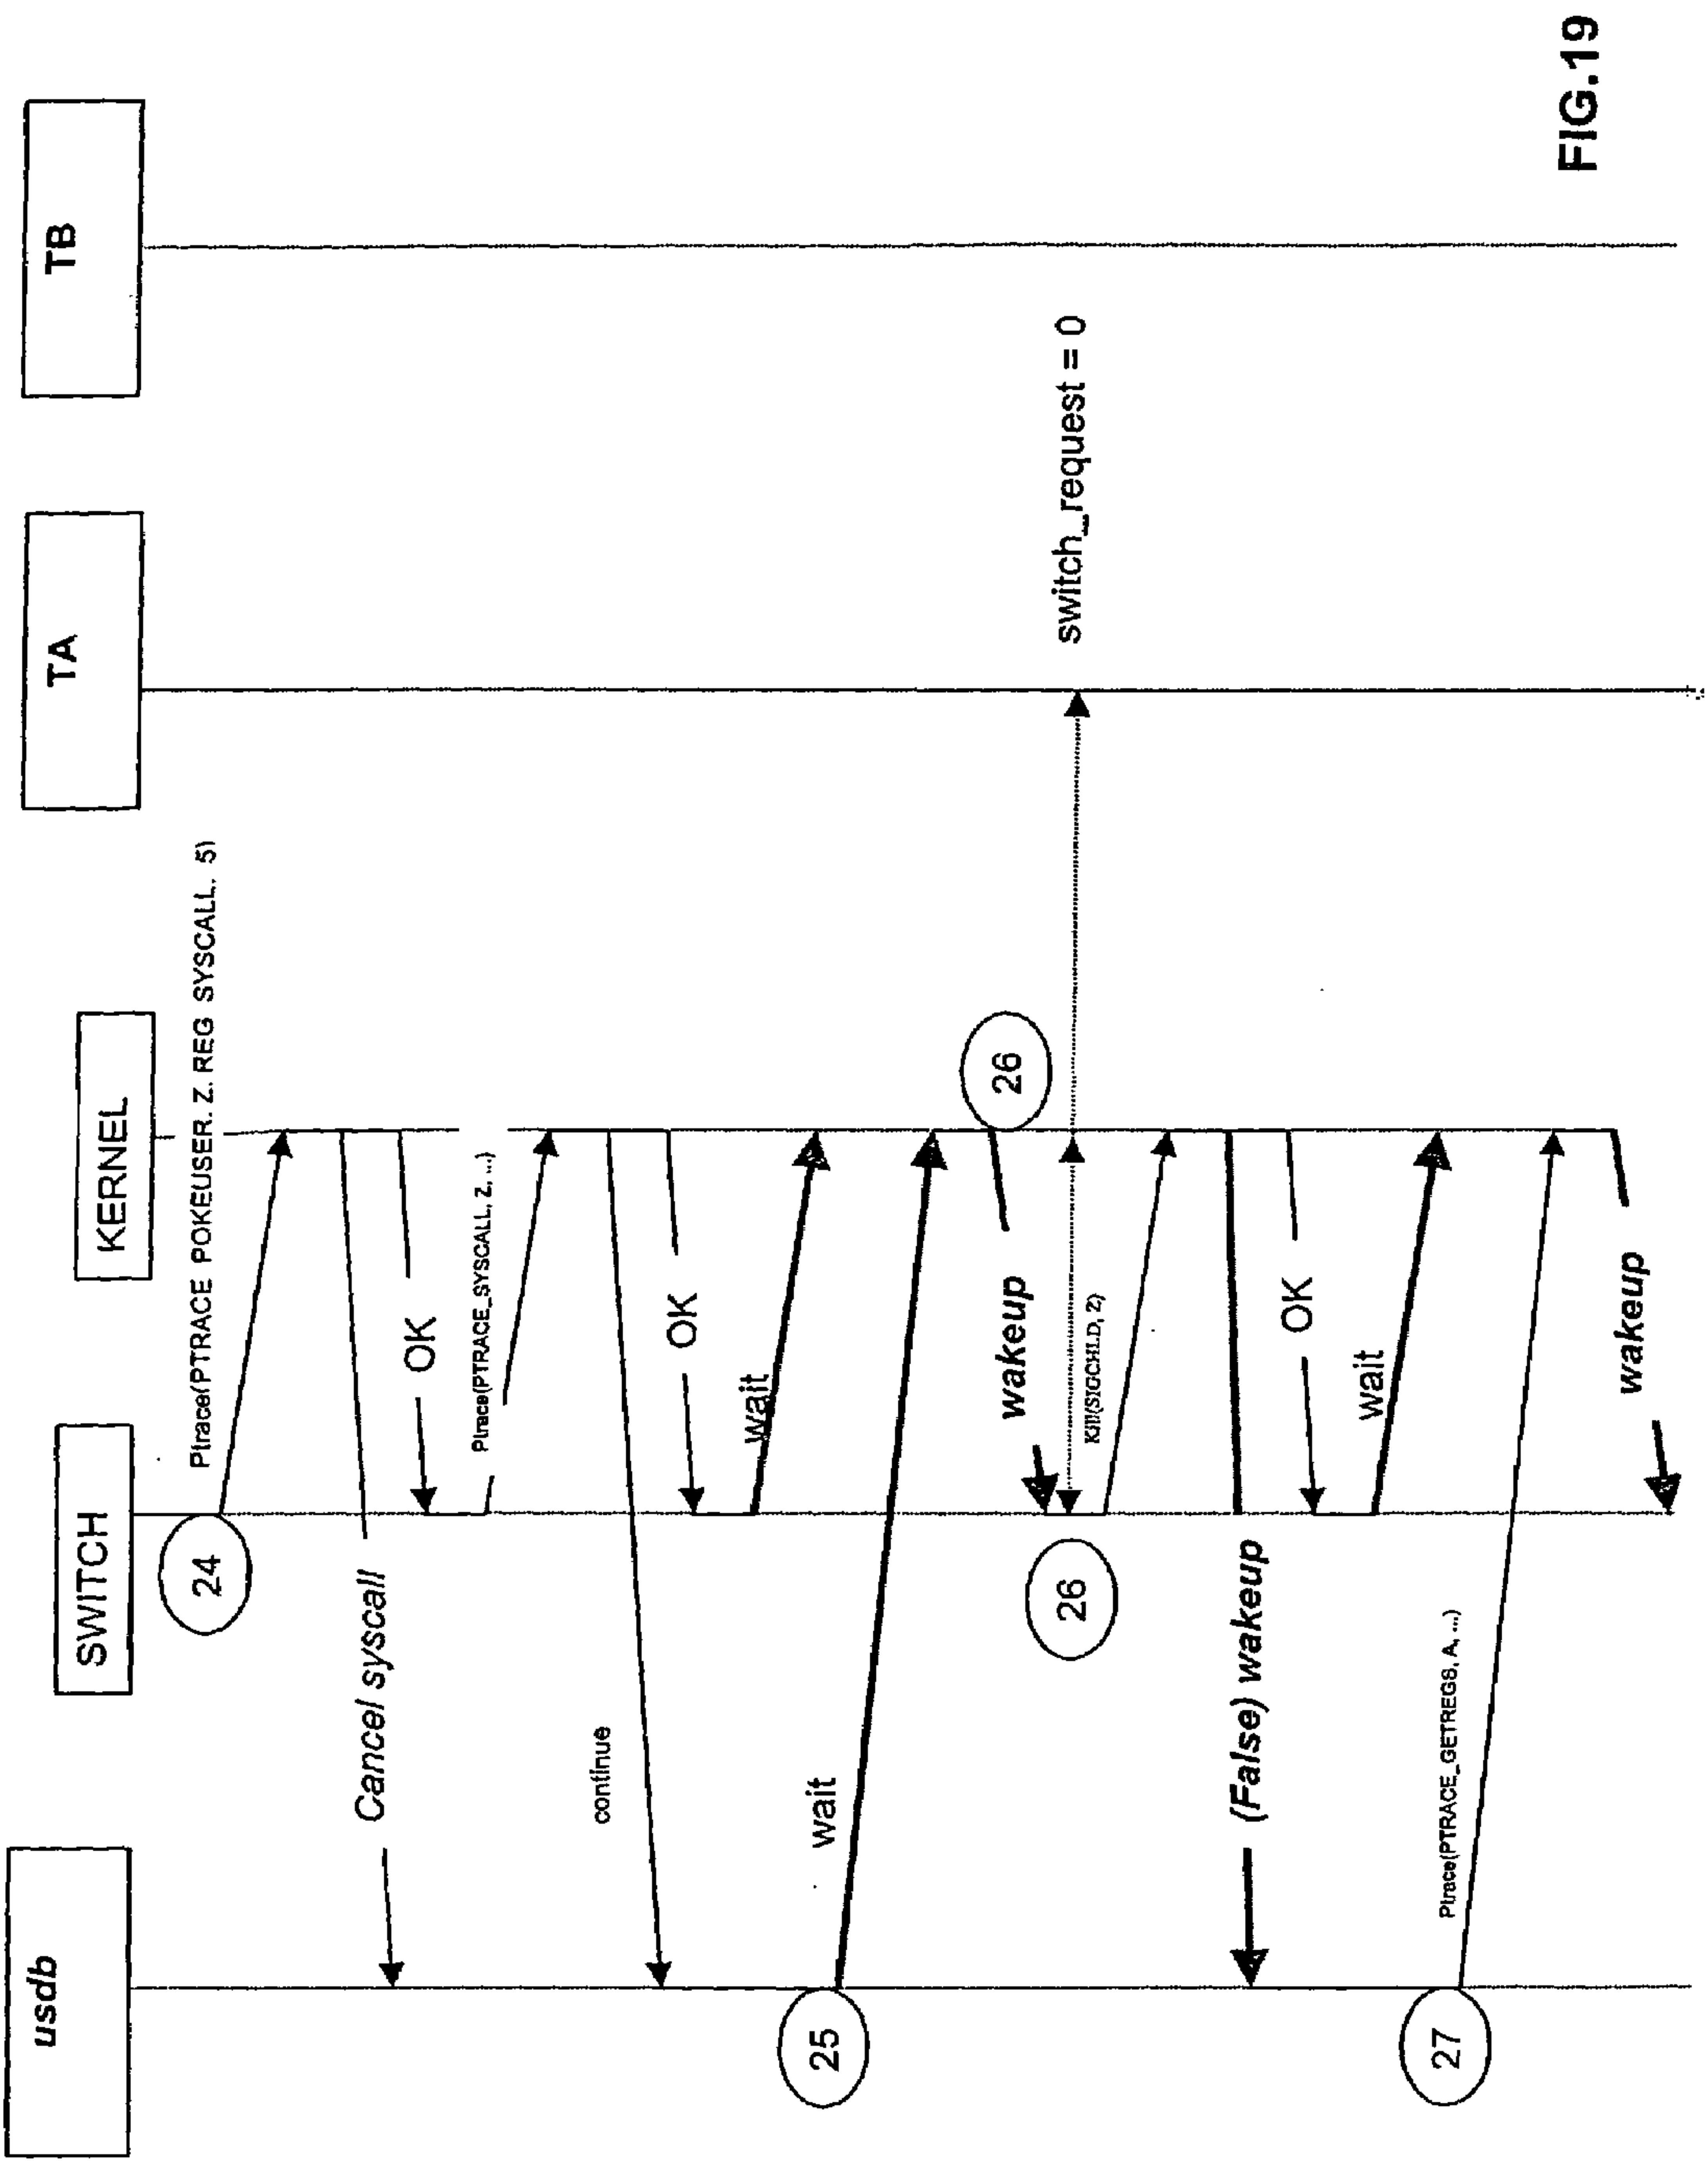 usdb
SWITCH
KERNEL
TA
TB
24
Ptrace(PTRACE POKEUSER. Z. REG SYSCALL. 5)
Cancel syscall
OK
Ptrace(PTRACE_SYSCALL, Z, ...)
continue
OK
wait
25
wait
26
wakeup
26
switch_request = 0
Kill(SIGCHLD, Z)
(False) wakeup
OK
wait
27
Ptrace(PTRACE_GETREGS, A, ...)
wakeup
FIG.19